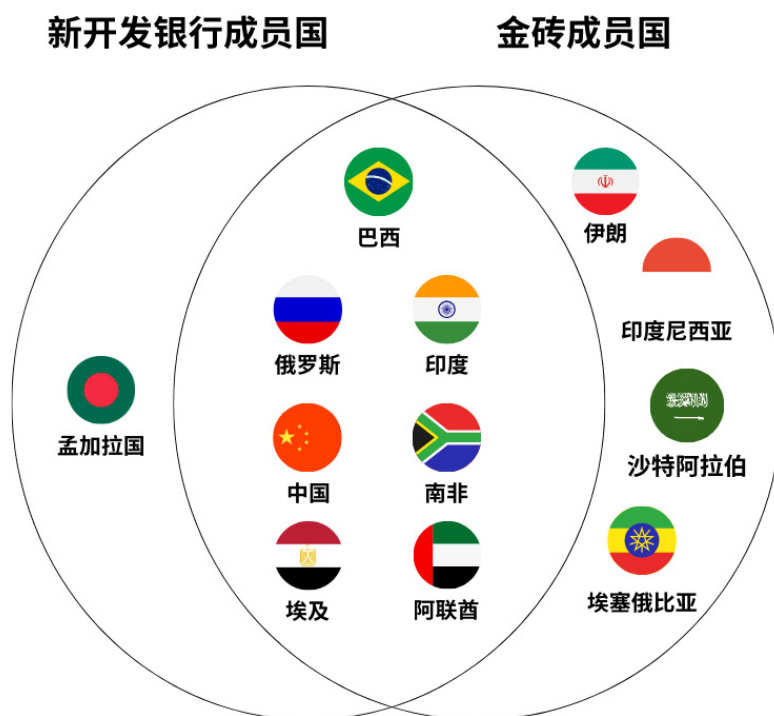 新开发银行成员国
金砖成员国
巴西
伊朗
印度尼西亚
俄罗斯
印度
孟加拉国
沙特阿拉伯
中国
南非
埃及
阿联酋
埃塞俄比亚